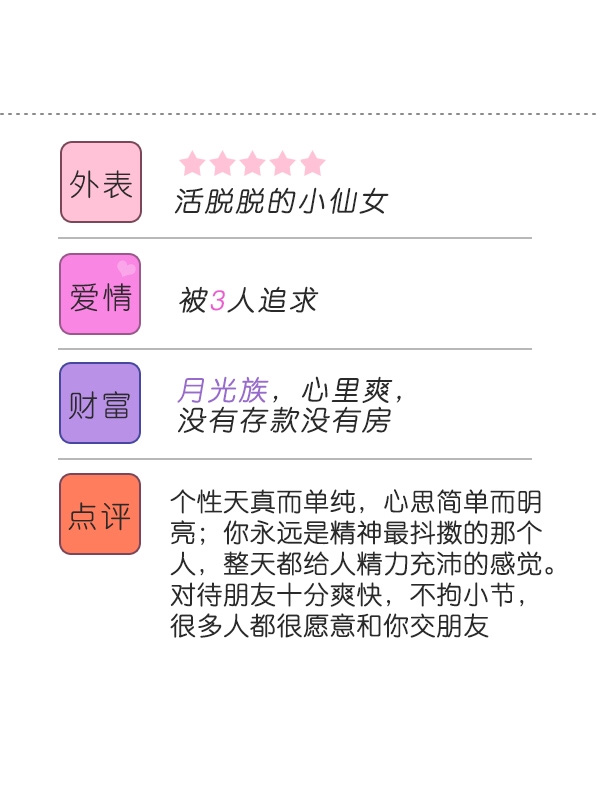 外表
★★★★★
活脱脱的小仙女
爱情
被3人追求
财富
月光族，心里爽，
没有存款没有房
点评
个性天真而单纯，心思简单而明
亮；你永远是精神最抖擞的那个
人，整天都给人精力充沛的感觉。
对待朋友十分爽快，不拘小节，
很多人都很愿意和你交朋友